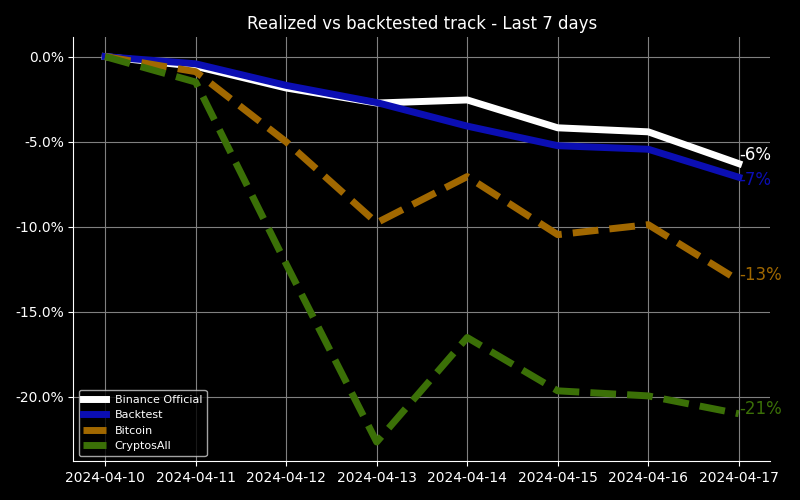 Realized vs backtested track - Last 7 days
0.0%
-5.0%
-10.0%
-15.0%
-20.0%
-6%
-7%
-13%
-21%
Binance Official
Backtest
Bitcoin
CryptosAll
2024-04-10 2024-04-11 2024-04-12 2024-04-13 2024-04-14 2024-04-15 2024-04-16 2024-04-17